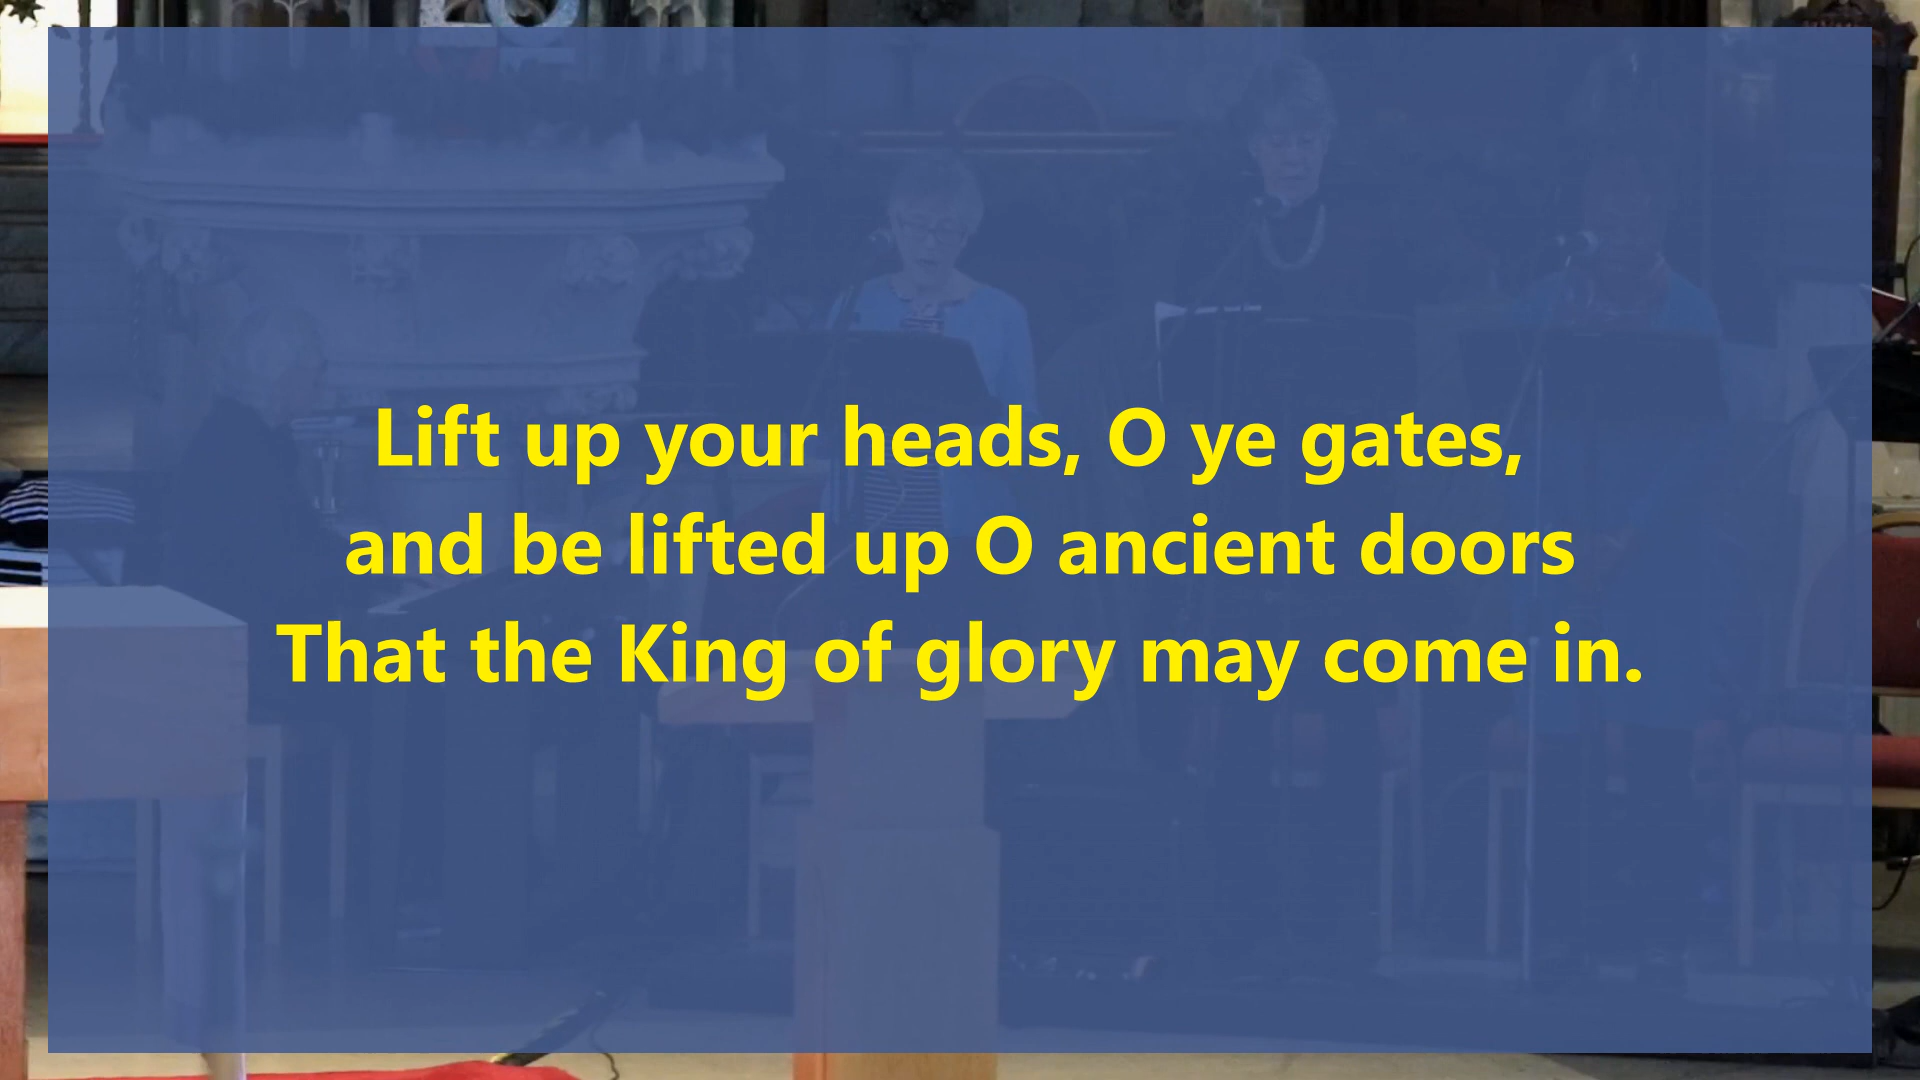 Lift up your heads, O ye gates,
and be lifted up O ancient doors
That the King of glory may come in.